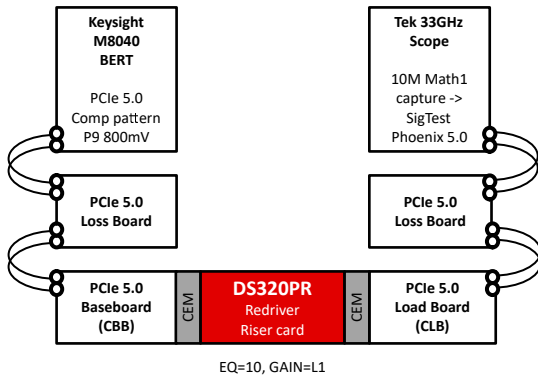 Keysight
M8040
BERT
PCIe 5.0
Comp pattern
P9 800mV
Tek 33GHz
Scope
10M Math1
capture ->
SigTest
Phoenix 5.0
PCIe 5.0
Loss Board
PCIe 5.0
Loss Board
PCIe 5.0
Baseboard
(CBB)
CEM
DS320PR
Redriver
Riser card
CEM
PCIe 5.0
Load Board
(CLB)
EQ=10, GAIN=L1